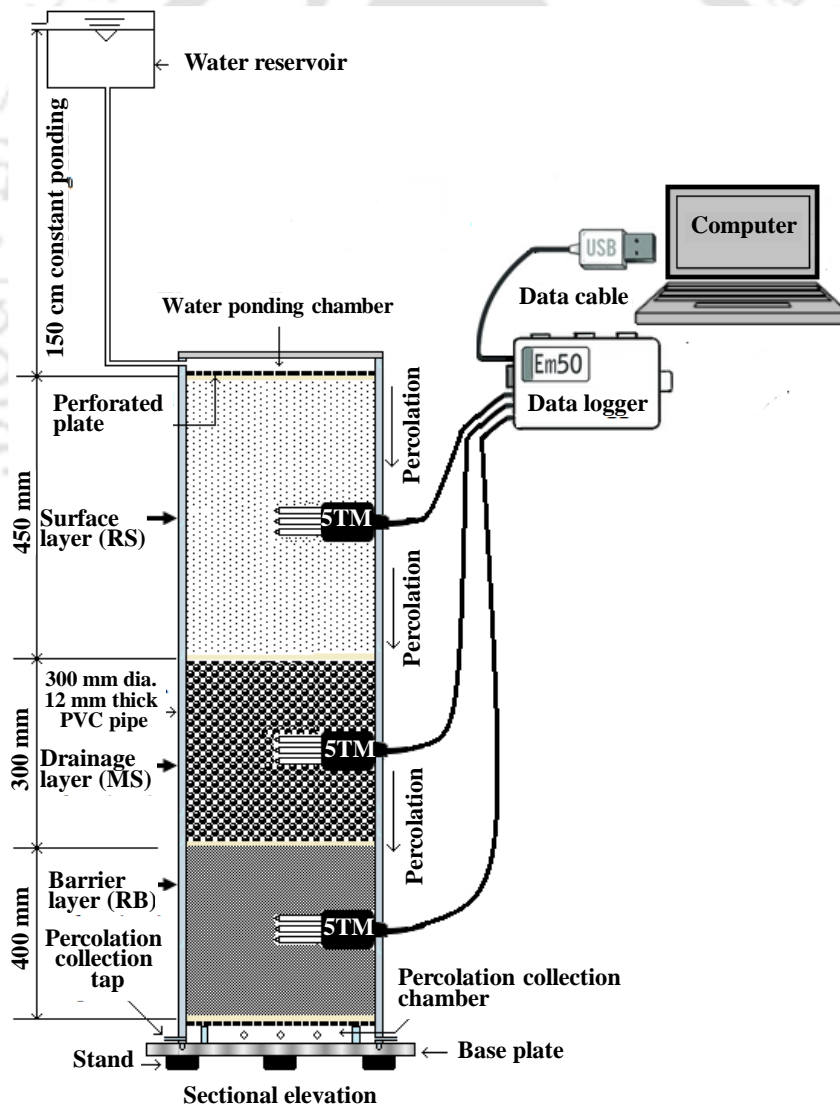 Water reservoir
150 cm constant ponding
Computer
USB
Data cable
Water ponding chamber
Em50
Data logger
Perforated
plate
Percolation
450 mm
Surface
layer (RS)
5TM
Percolation
300 mm dia.
12 mm thick
PVC pipe
300 mm
Drainage
layer (MS)
5TM
Percolation
Barrier
layer (RB)
400 mm
5TM
Percolation
collection
tap
Percolation collection
chamber
Stand
Base plate
Sectional elevation